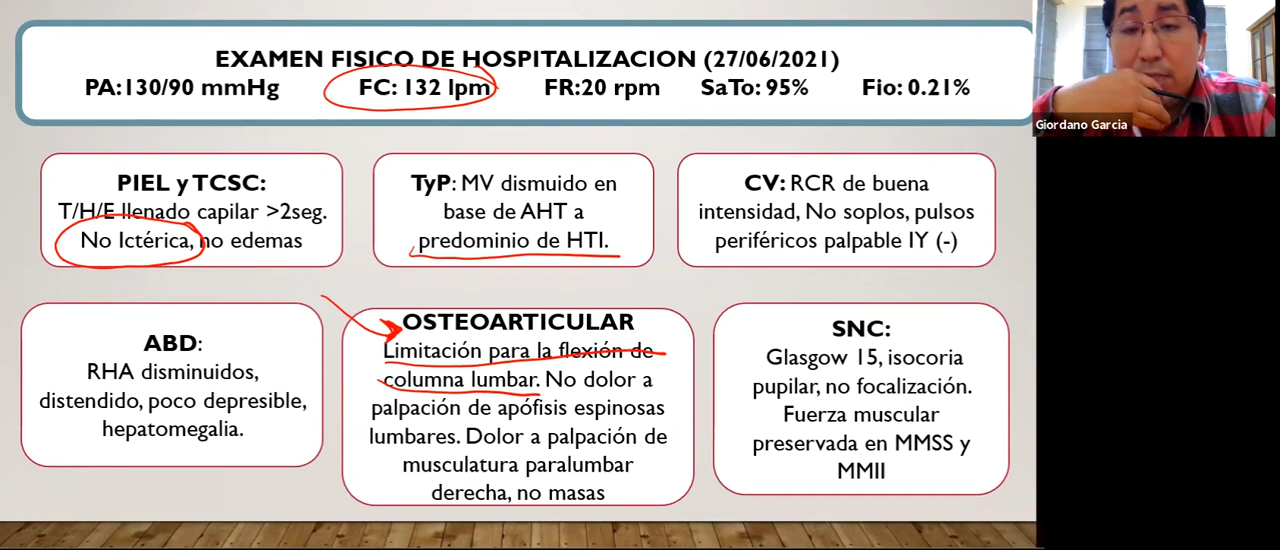 EXAMEN FISICO DE HOSPITALIZACION (27/06/2021)
PA:130/90 mmHg FC: 132 lpm FR:20 rpm SaTo: 95% Fio: 0.21%
Giordano Garcia
PIEL y TCSC:
T/H/E llenado capilar >2seg.
No Ictérica, no edemas
TyP: MV dismuido en
base de AHT a
predominio de HTI.
CV: RCR de buena
intensidad, No soplos, pulsos
periféricos palpable IY (-)
ABD:
RHA disminuidos,
distendido, poco depresible,
hepatomegalia.
OSTEOARTICULAR
Limitación para la flexión de
columna lumbar. No dolor a
palpación de apófisis espinosas
lumbares. Dolor a palpación de
musculatura paralumbar
derecha, no masas
SNC:
Glasgow 15, isocoria
pupilar, no focalización.
Fuerza muscular
preservada en MMSS y
MMII